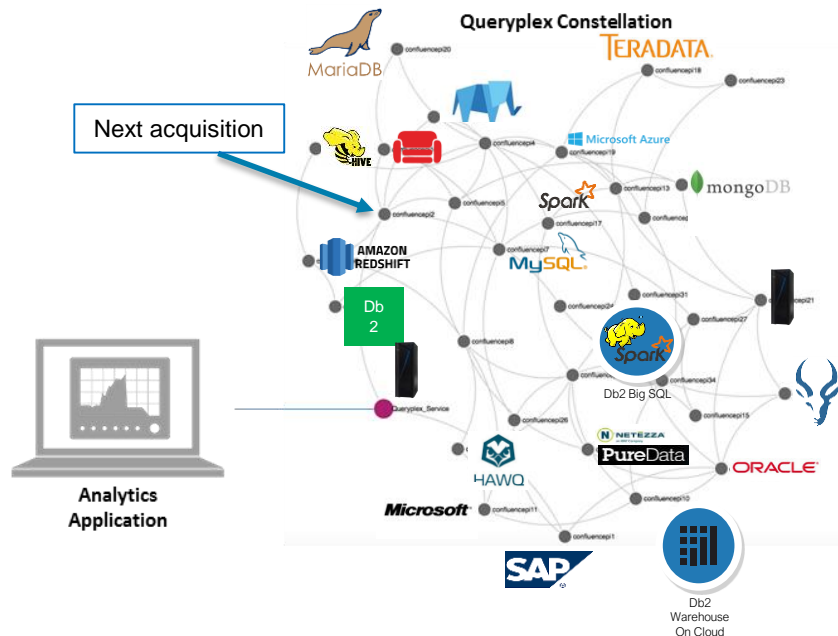 Queryplex Constellation
MariaDB
confluencepi20
TERADATA
confluencepi18
confluencepi23
Next acquisition
HIVE
confluencepi4
Microsoft Azure
confluencepi19
confluencepi13
mongoDB
Spark
confluencepi5
confluencepi2
confluencepi17
confluencepi7
MySQL
AMAZON
REDSHIFT
Db
2
confluencepi31
confluencepi21
confluencepi27
Spark
Db2 Big SQL
confluencepi34
Queryplex_Service
confluencepi26
confluencepi15
NETEZZA
PureData
HAWQ
ORACLE
Analytics
Application
Microsoft
confluencepi11
confluencepi10
confluencepi1
SAP
Db2
Warehouse
On Cloud